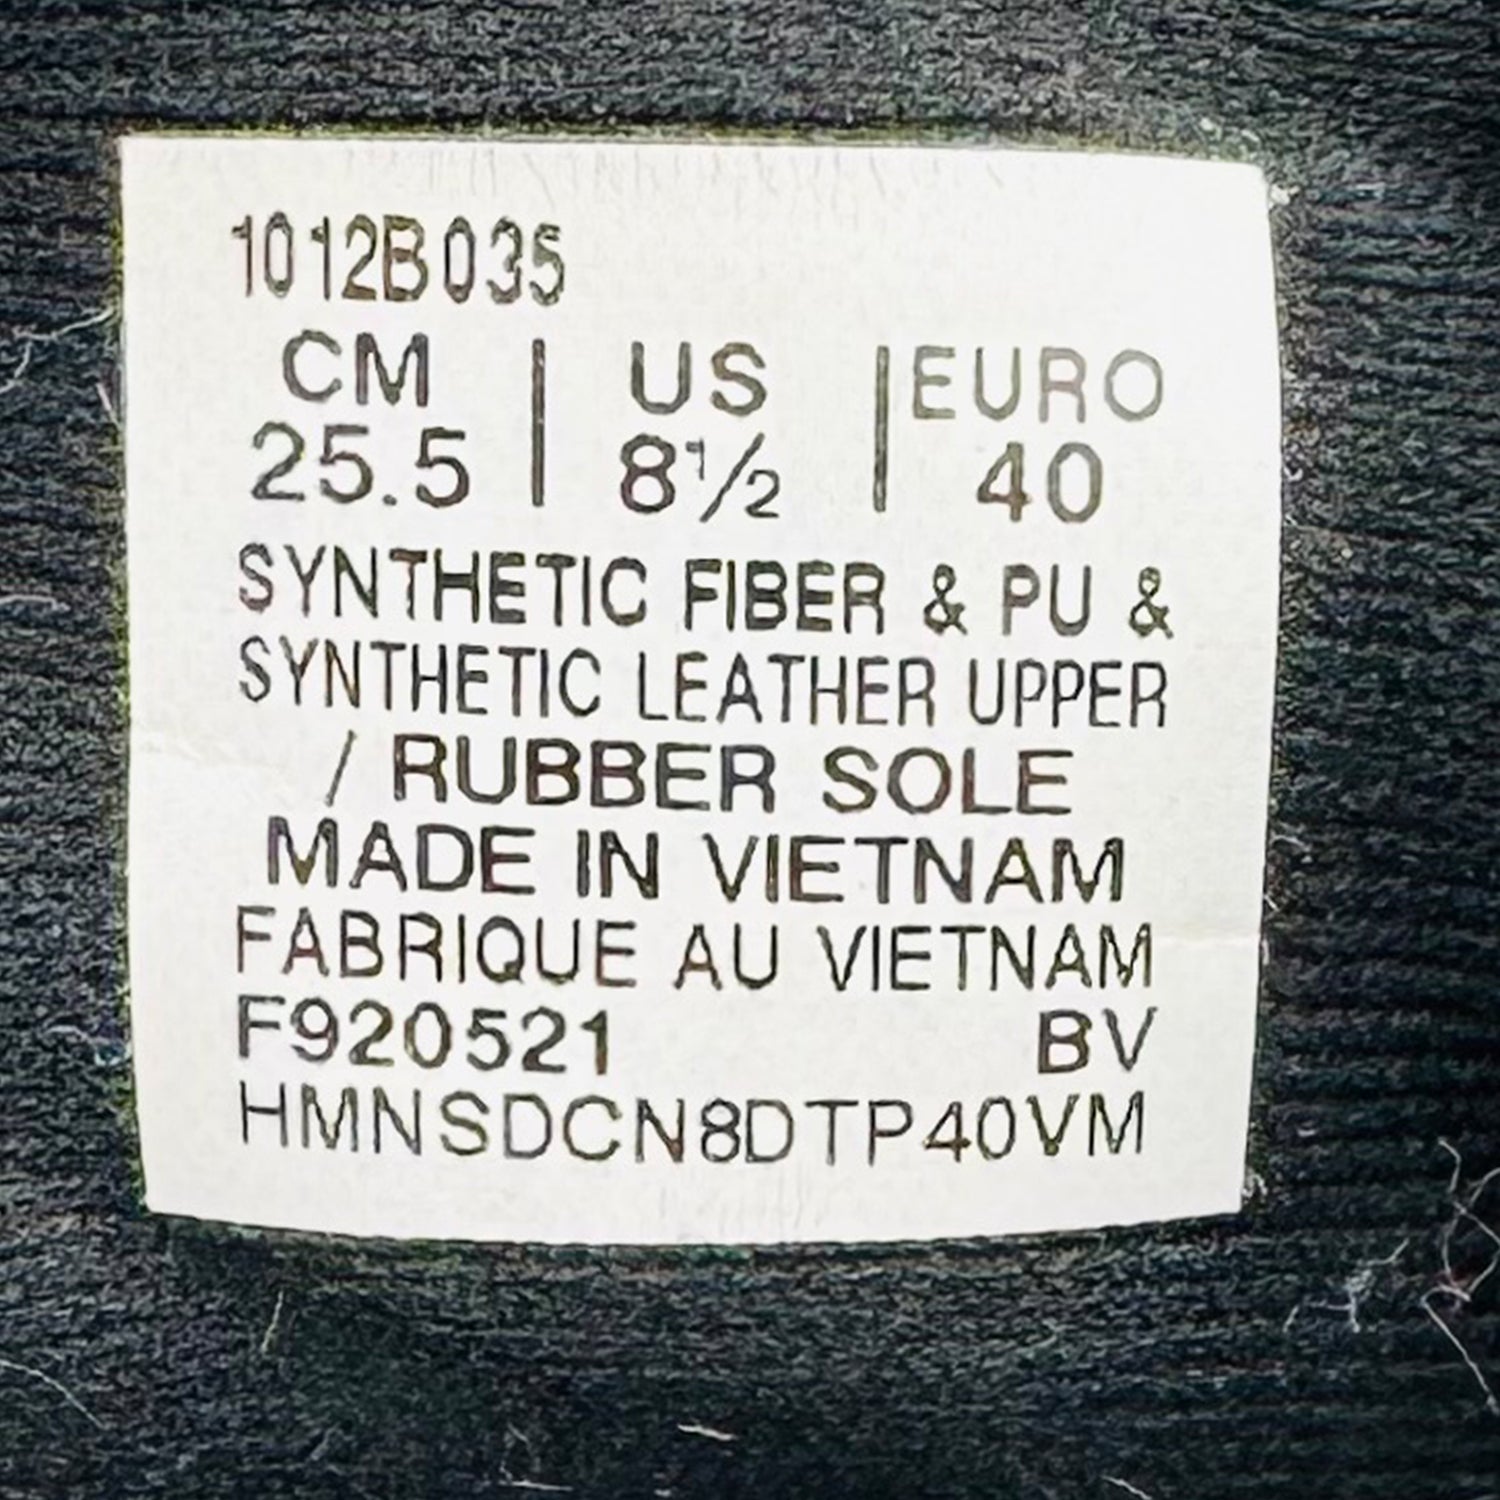 1012B035
CM | US | EURO
25.5 | 8½ | 40
SYNTHETIC FIBER & PU &
SYNTHETIC LEATHER UPPER
/ RUBBER SOLE
MADE IN VIETNAM
FABRIQUE AU VIETNAM
F920521 BV
HMNSDCN8DTP40VM